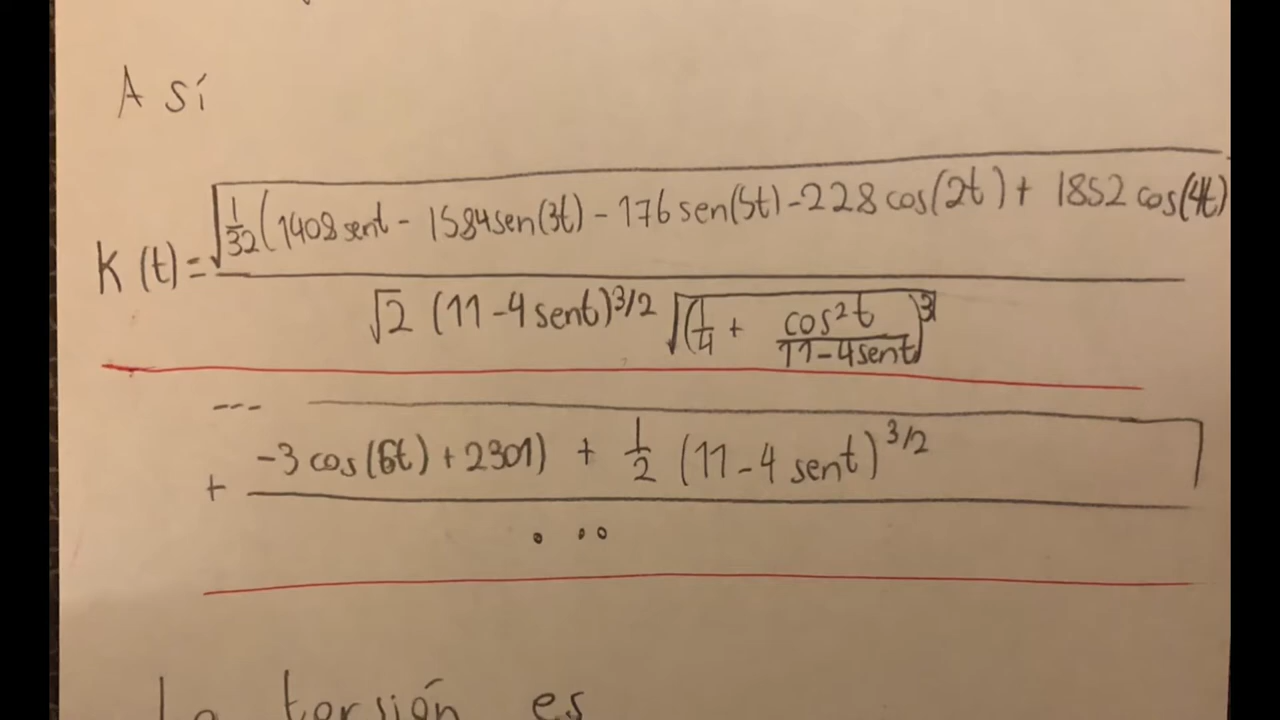 Así
K(t) = √(1/32 (1408 sent - 1584 sen(3t) - 176 sen(5t) - 228 cos(2t) + 1852 cos(4t)
√2 (11-4 sent)^3/2 √(1/4 + cos²t / 11-4sent)^3
---
+ -3 cos(6t) + 2301) + 1/2 (11-4 sent)^3/2
...
La torsión es